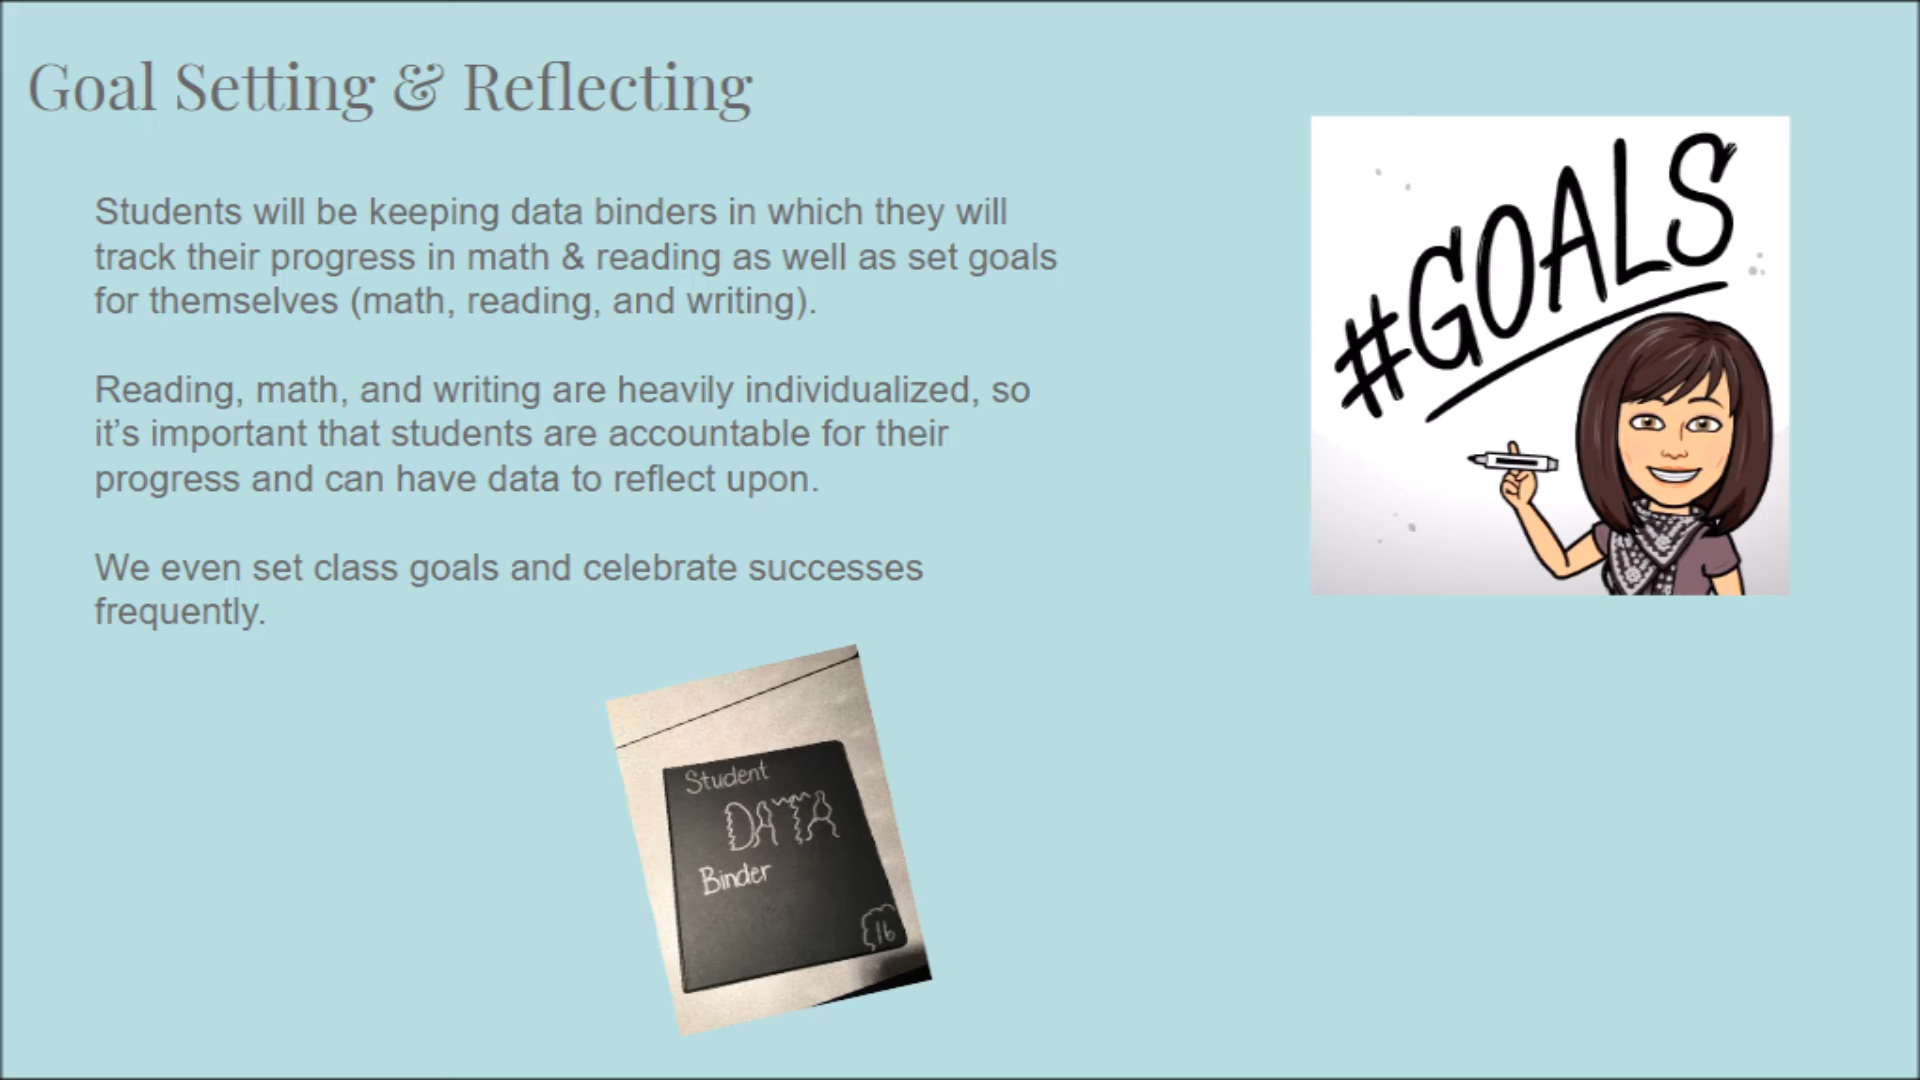 Goal Setting & Reflecting
Students will be keeping data binders in which they will
track their progress in math & reading as well as set goals
for themselves (math, reading, and writing).
Reading, math, and writing are heavily individualized, so
it’s important that students are accountable for their
progress and can have data to reflect upon.
We even set class goals and celebrate successes
frequently.
#GOALS
Student
DATA
Binder
16